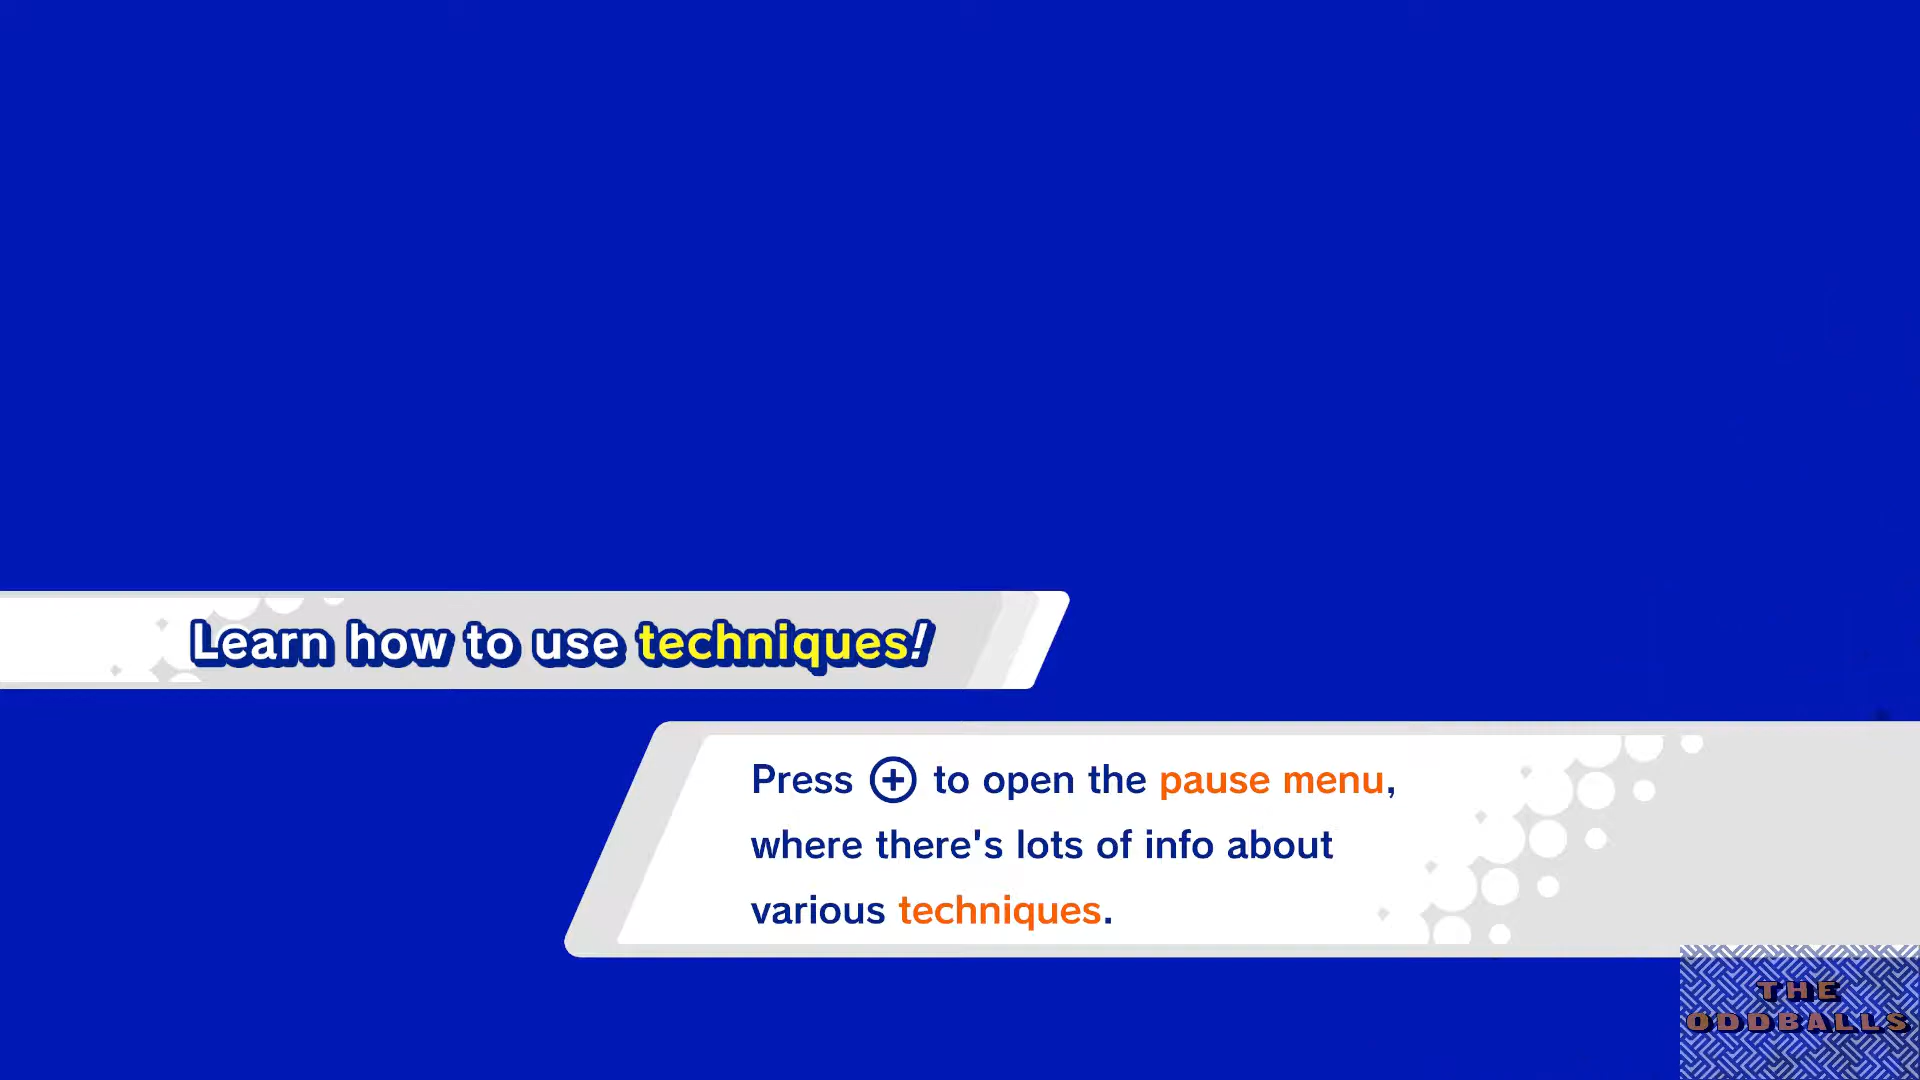 Learn how to use techniques!
Press ⊕ to open the pause menu,
where there's lots of info about
various techniques.
THE
ODDBALLS